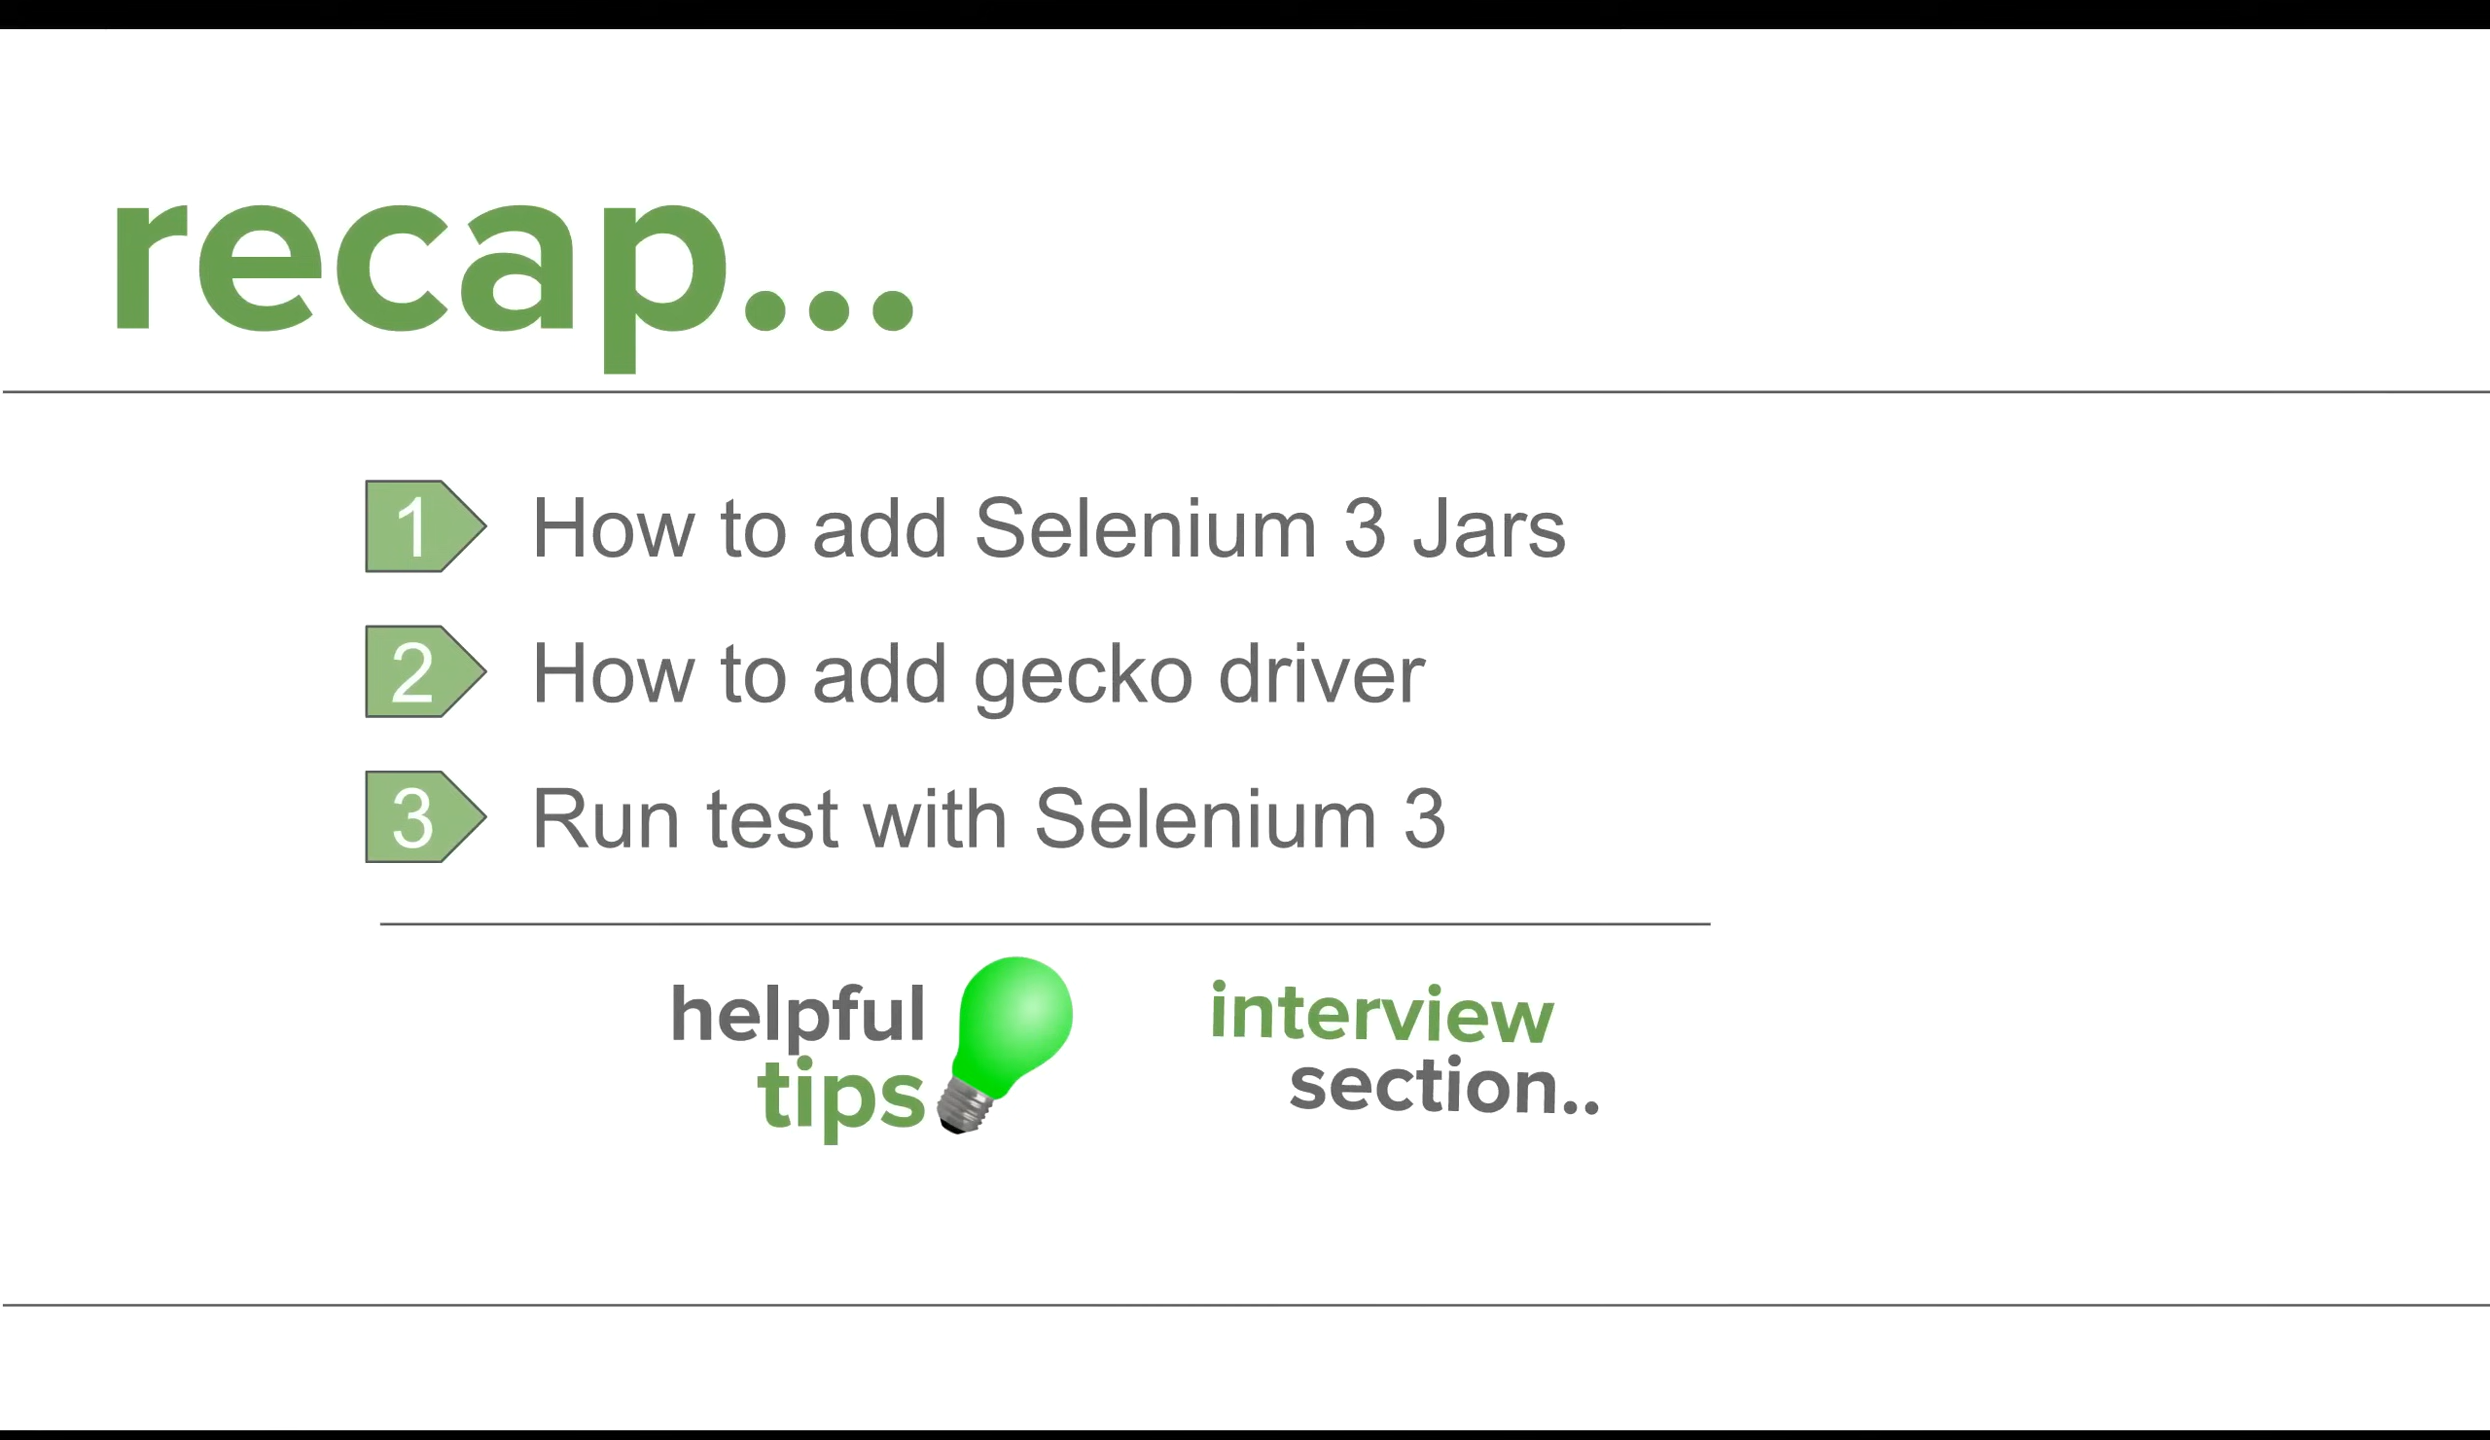 recap...
1 How to add Selenium 3 Jars
2 How to add gecko driver
3 Run test with Selenium 3
helpful
tips
interview
section..